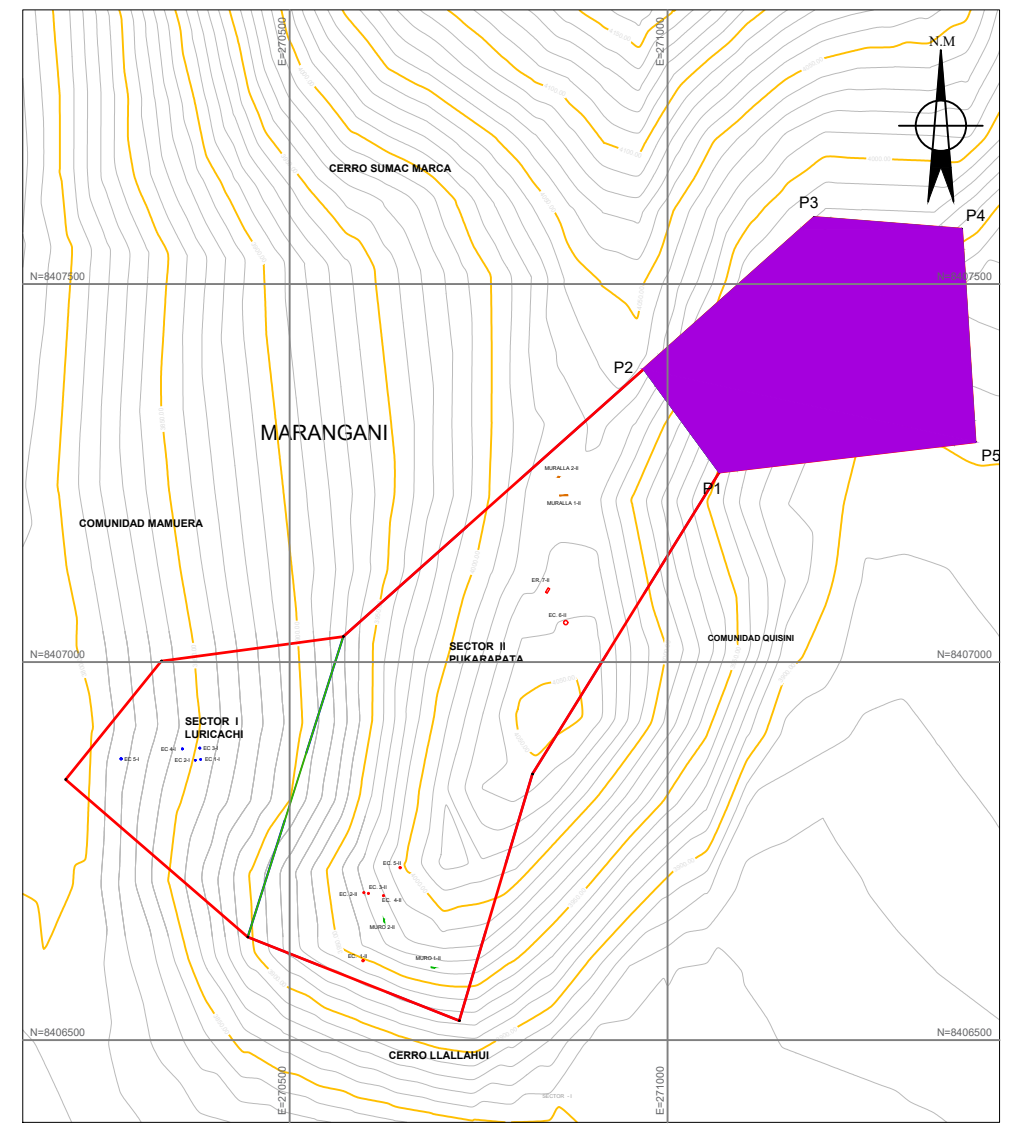 E=270500
E=271000
N.M
CERRO SUMAC MARCA
P3
P4
N=8407500
N=8407500
P2
MARANGANI
P5
MURALLA 2-II
P1
MURALLA 1-II
COMUNIDAD MAMUERA
ER. 7-II
EC. 6-II
COMUNIDAD QUISINI
SECTOR II
PUKARAPATA
N=8407000
N=8407000
SECTOR I
LURICACHI
EC 4-I
EC 3-I
EC 5-I
EC 2-I
EC 1-I
EC. 5-II
EC. 2-II
EC. 3-II
EC. 4-II
MURO 2-II
EC. 1-II
MURO 1-II
N=8406500
N=8406500
CERRO LLALLAHUI
E=270500
E=271000
SECTOR - I